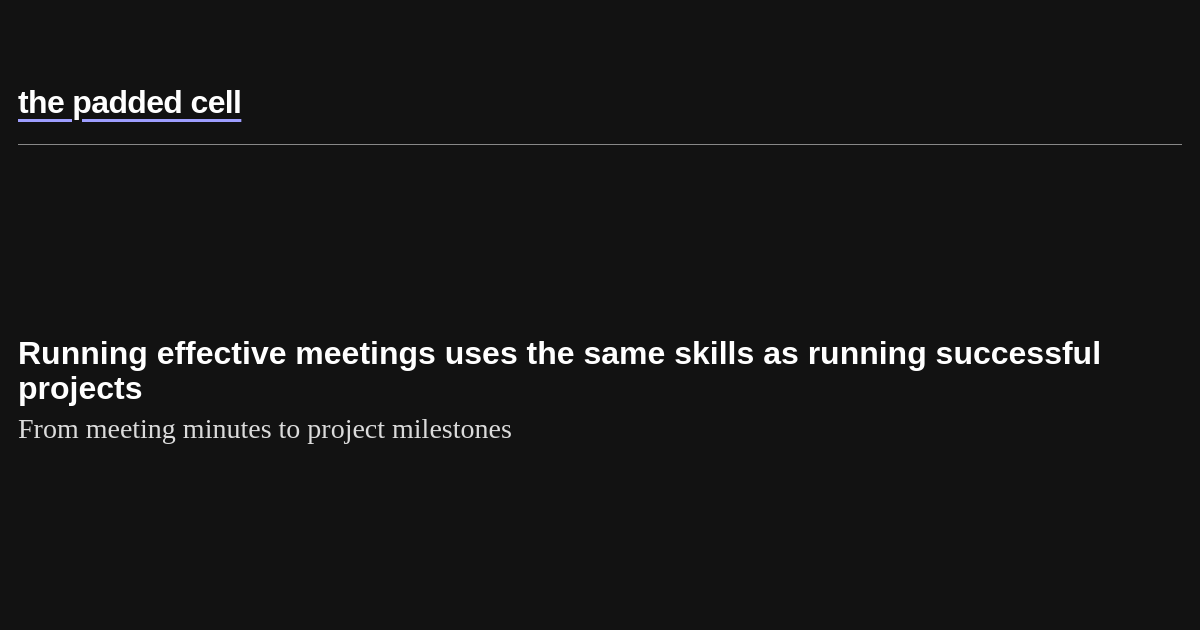 the padded cell
Running effective meetings uses the same skills as running successful
projects
From meeting minutes to project milestones